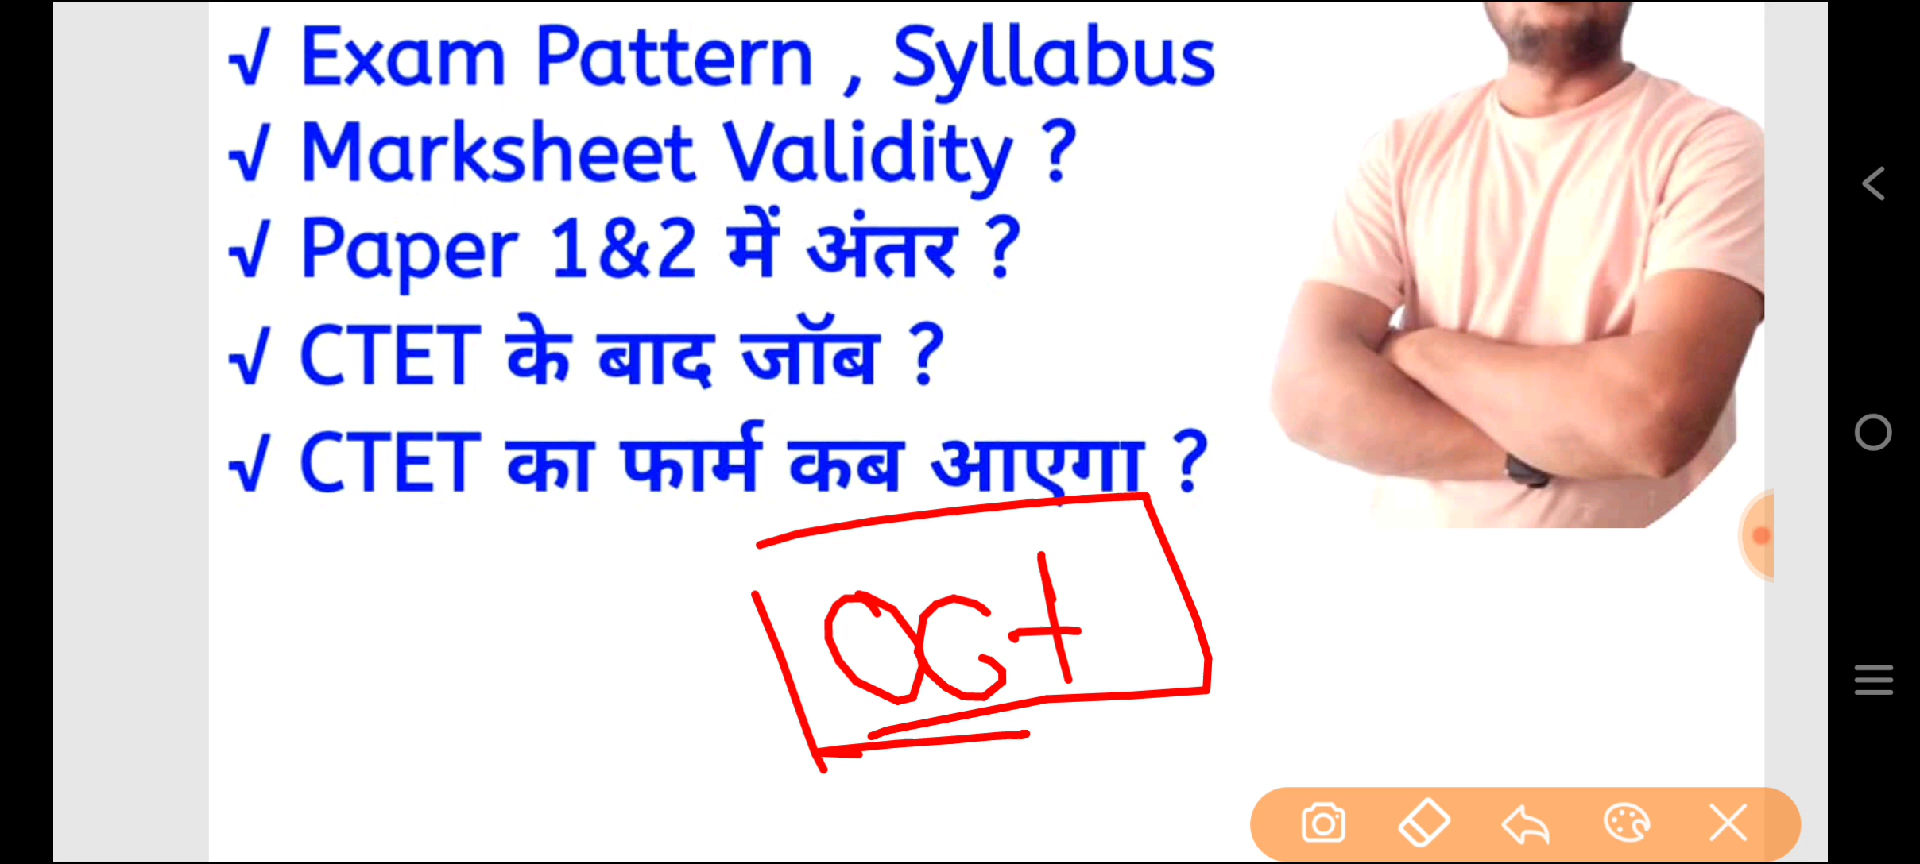 √ Exam Pattern , Syllabus
√ Marksheet Validity ?
√ Paper 1&2 में अंतर ?
√ CTET के बाद जॉब ?
√ CTET का फार्म कब आएगा ?
oct